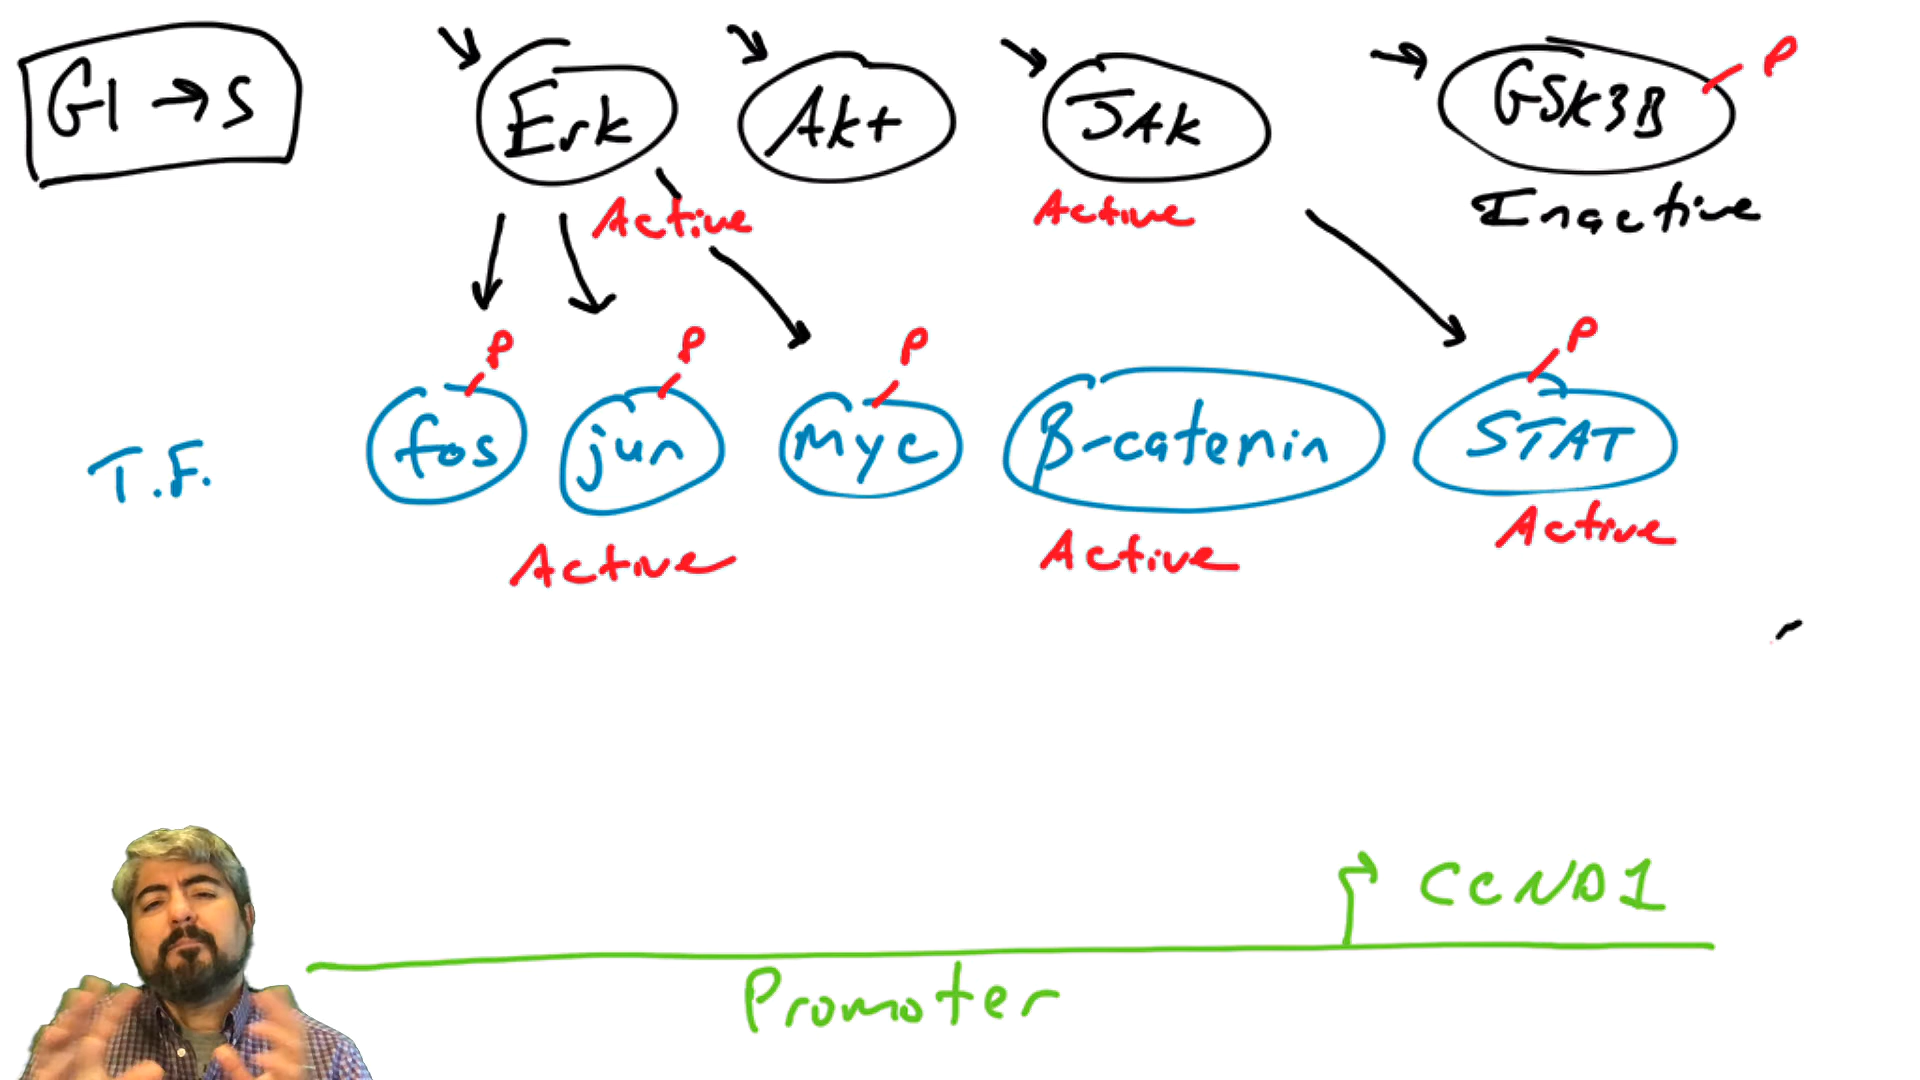 G1 → S
Erk
Akt
JAK
GSK3B
P
Active
Active
Inactive
P
P
P
P
T.F.
fos
jun
Myc
β-catenin
STAT
Active
Active
Active
CCND1
Promoter